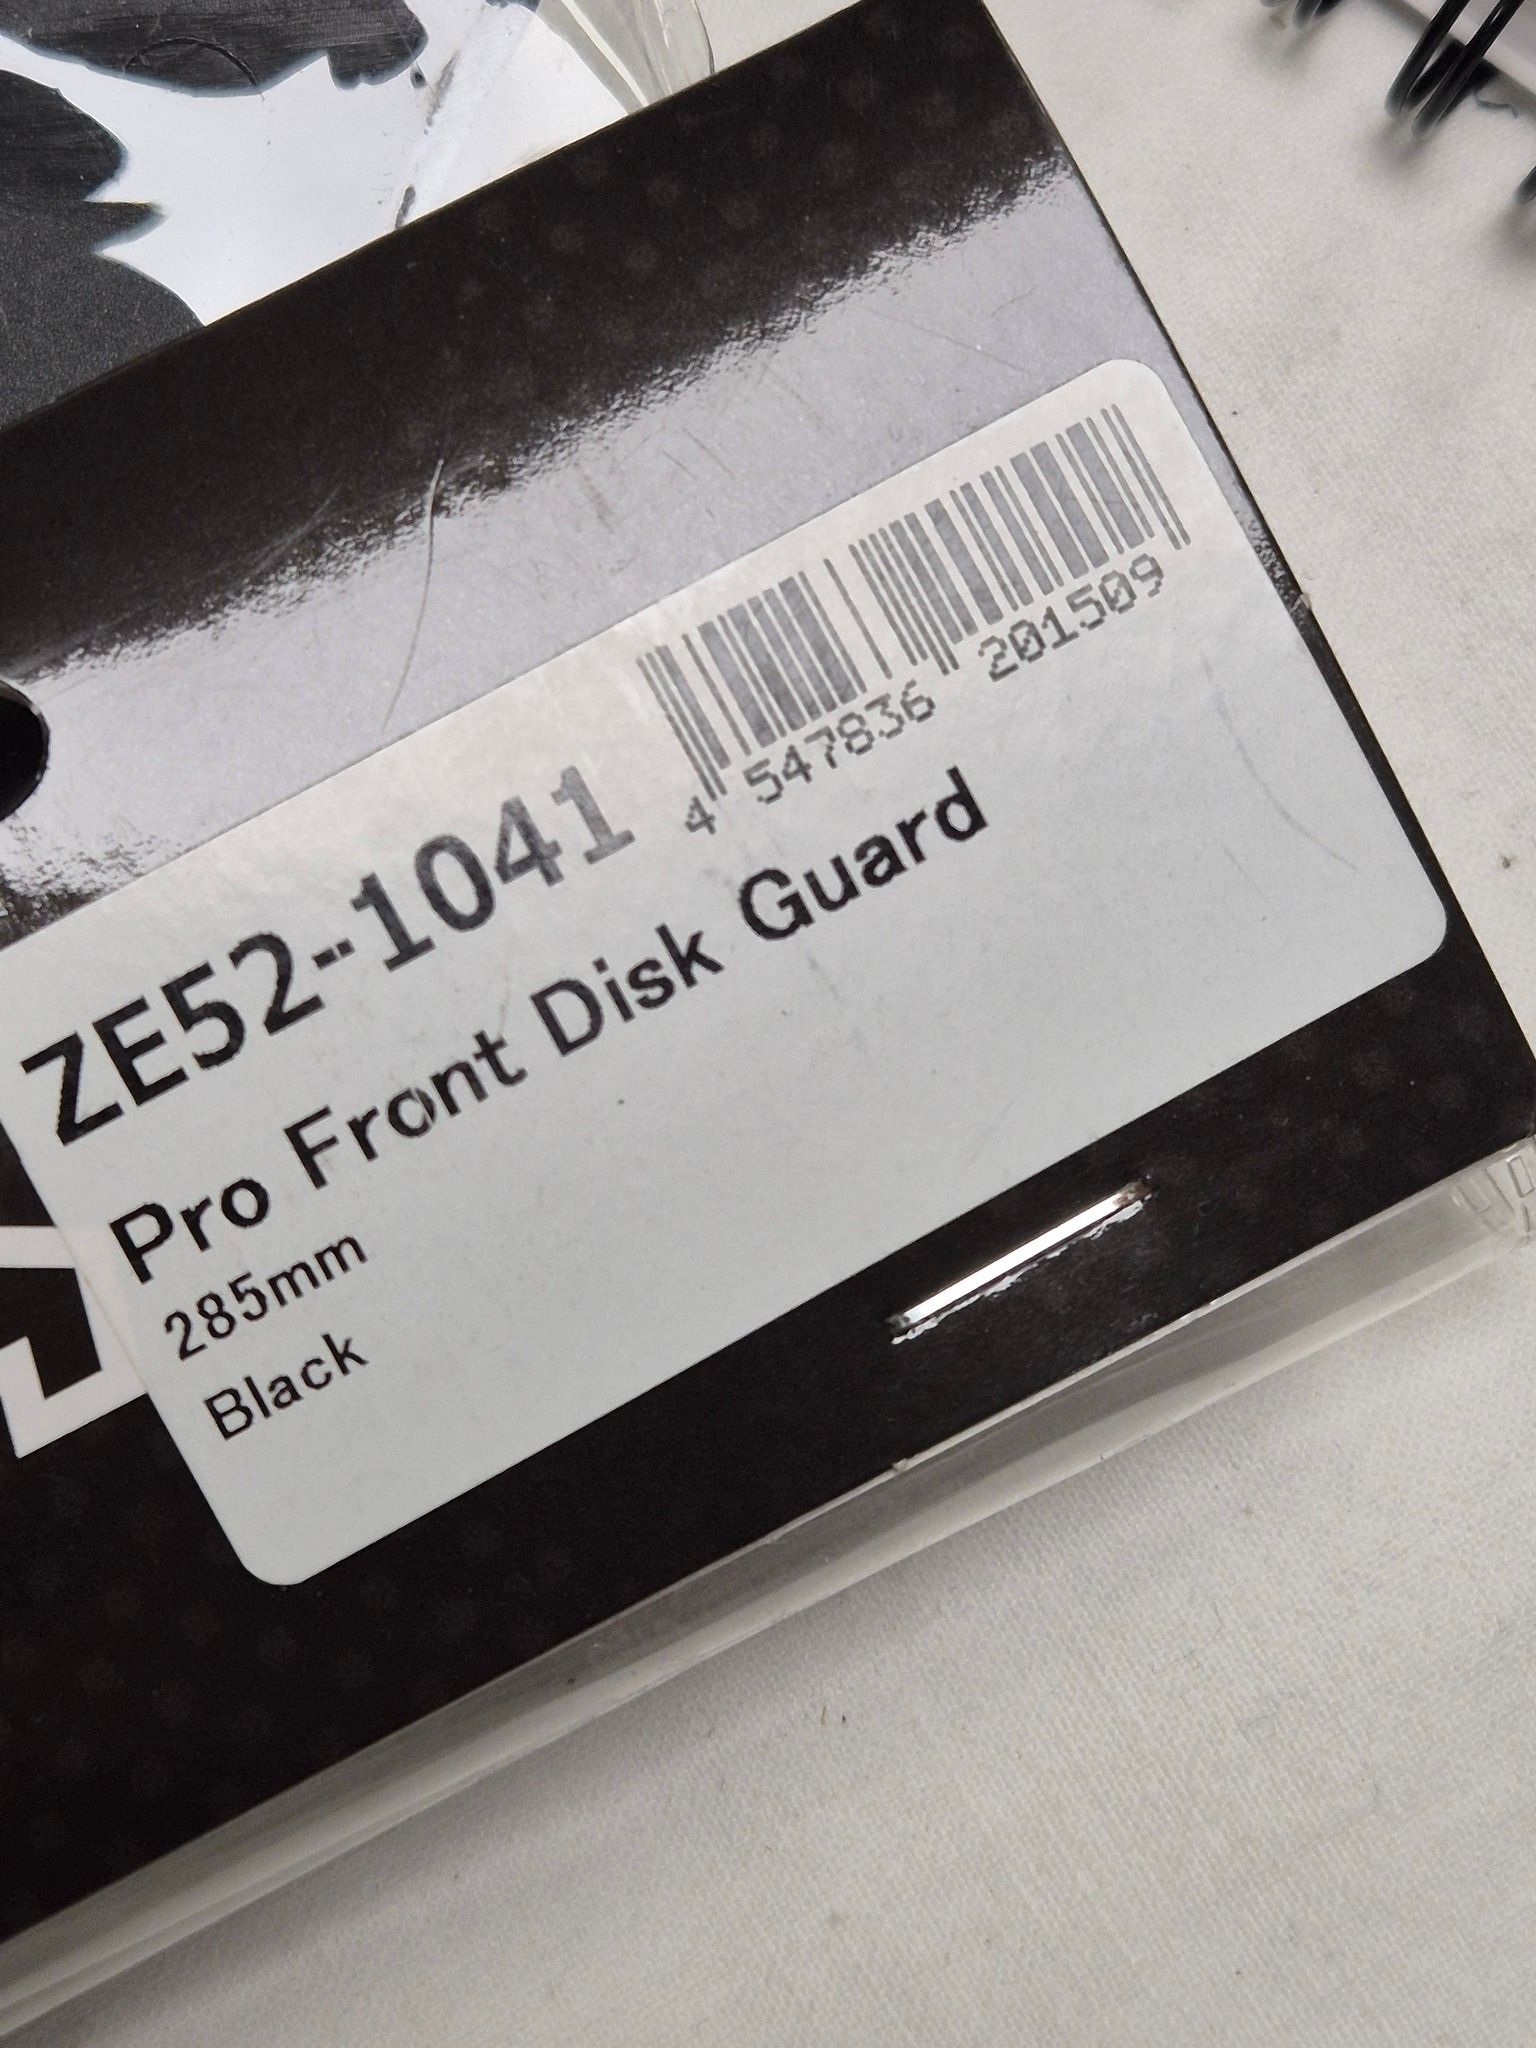 4 547836 201509
ZE52-1041
Pro Front Disk Guard
285mm
Black